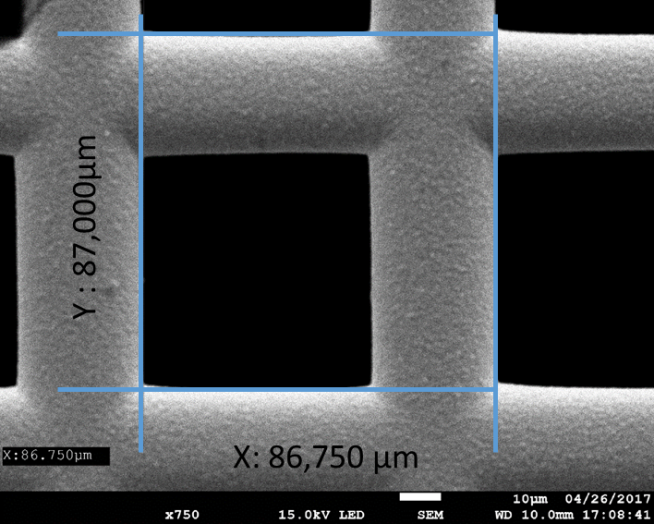 Y : 87,000µm
X:86.750µm
X: 86,750 µm
10µm 04/26/2017
x750 15.0kV LED SEM WD 10.0mm 17:08:41